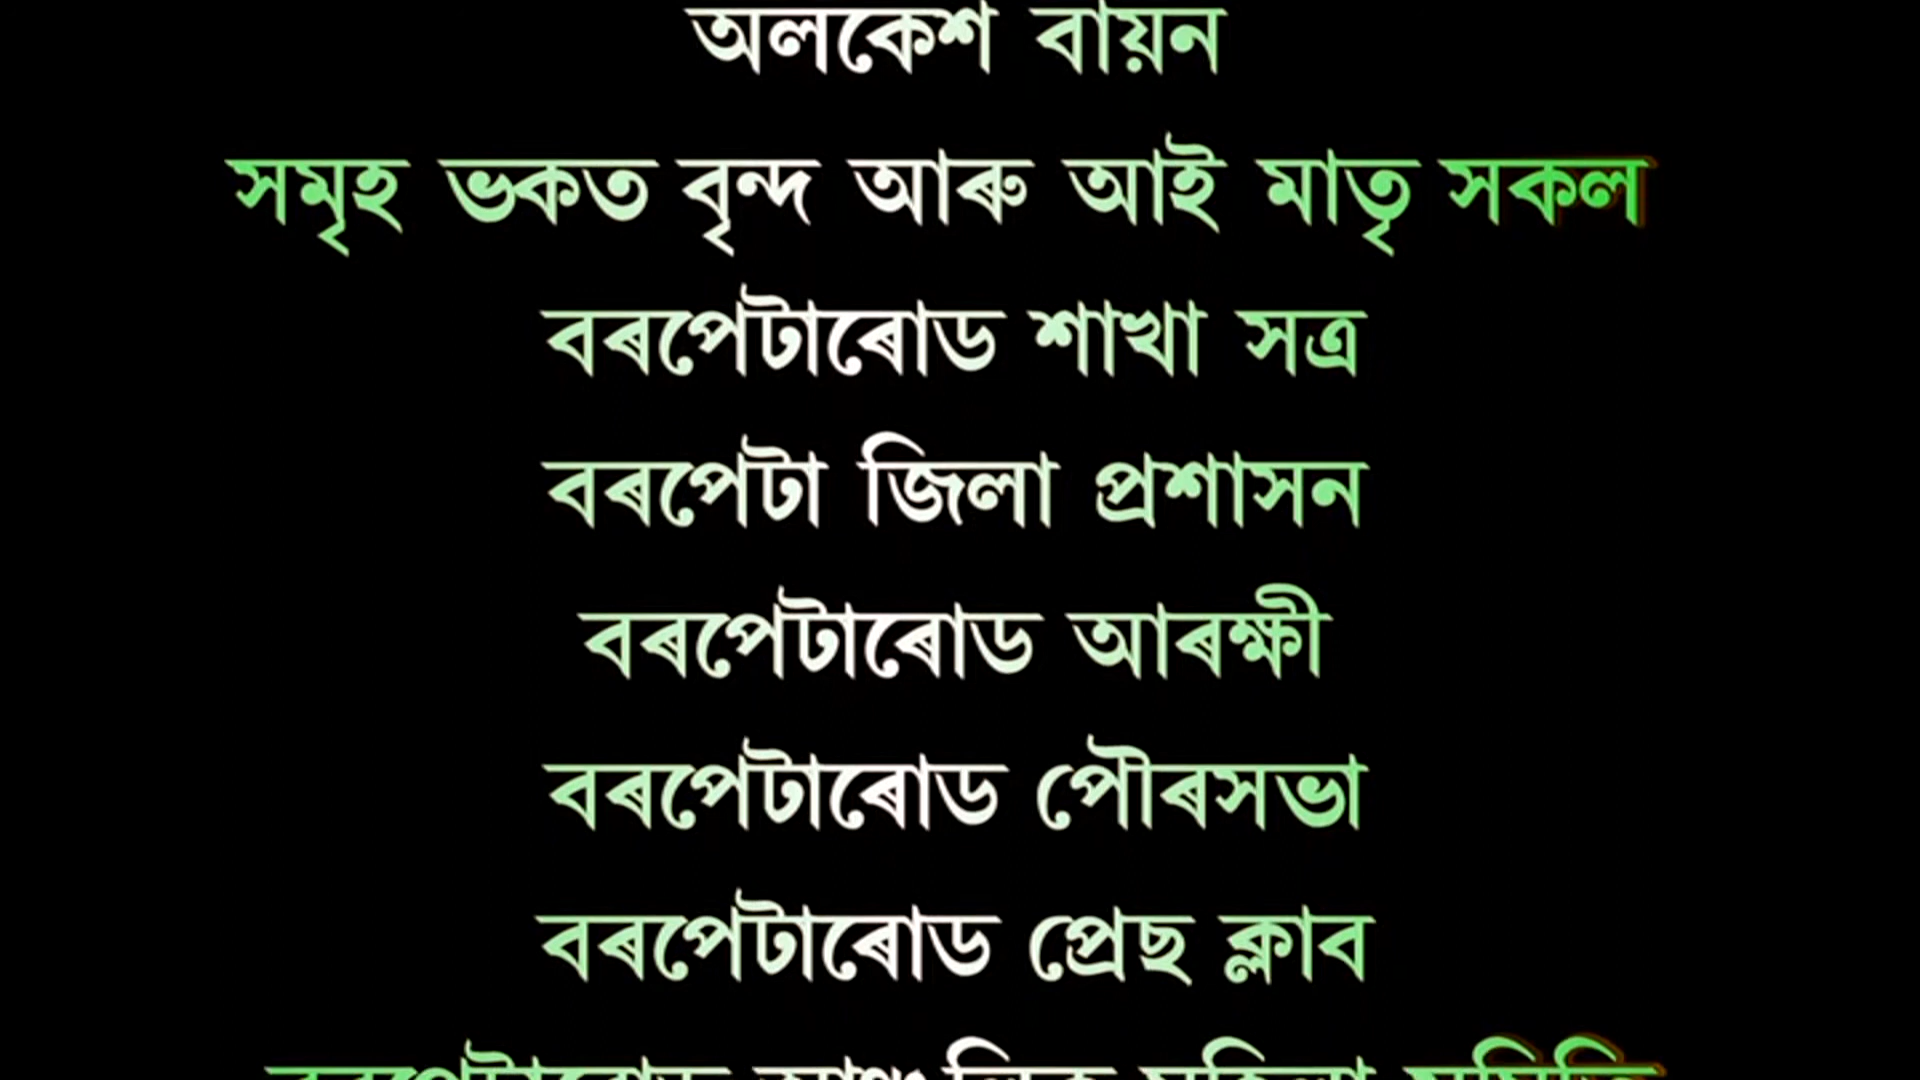 অলকেশ বায়ন
সমৃহ ভকত বৃন্দ আৰু আই মাতৃ সকল
বৰপেটাৰোড শাখা সত্ৰ
বৰপেটা জিলা প্ৰশাসন
বৰপেটাৰোড আৰক্ষী
বৰপেটাৰোড পৌৰসভা
বৰপেটাৰোড প্ৰেছ ক্লাব